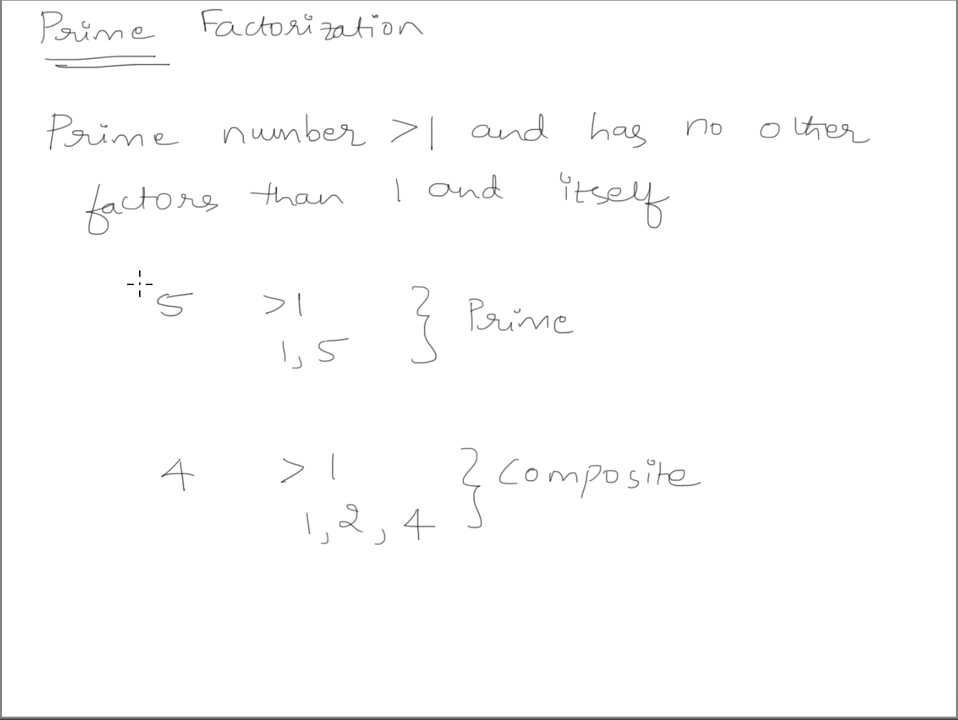 Prime Factorization
Prime number >1 and has no other
factors than 1 and itself
5 >1 } Prime
1, 5
4 >1 } Composite
1, 2, 4